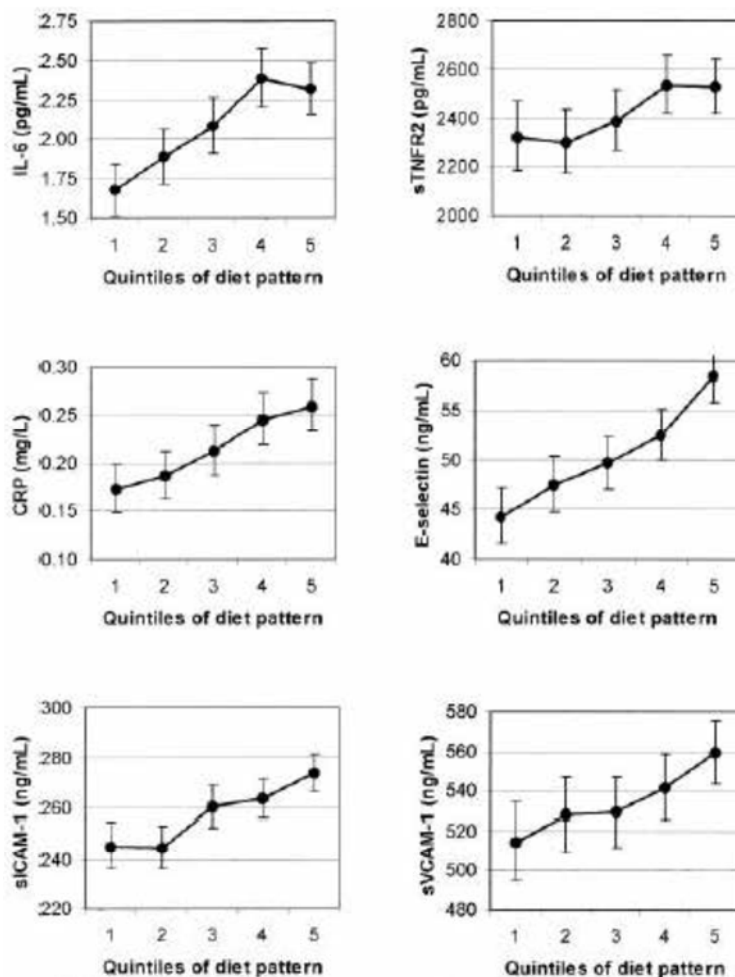 2.75
2.50
2.25
2.00
1.75
1.50
IL-6 (pg/mL)
1 2 3 4 5
Quintiles of diet pattern
2800
2600
2400
2200
2000
sTNFR2 (pg/mL)
1 2 3 4 5
Quintiles of diet pattern
0.30
0.25
0.20
0.15
0.10
CRP (mg/L)
1 2 3 4 5
Quintiles of diet pattern
60
55
50
45
40
E-selectin (ng/mL)
1 2 3 4 5
Quintiles of diet pattern
300
280
260
240
220
sICAM-1 (ng/mL)
1 2 3 4 5
Quintiles of diet pattern
580
560
540
520
500
480
sVCAM-1 (ng/mL)
1 2 3 4 5
Quintiles of diet pattern